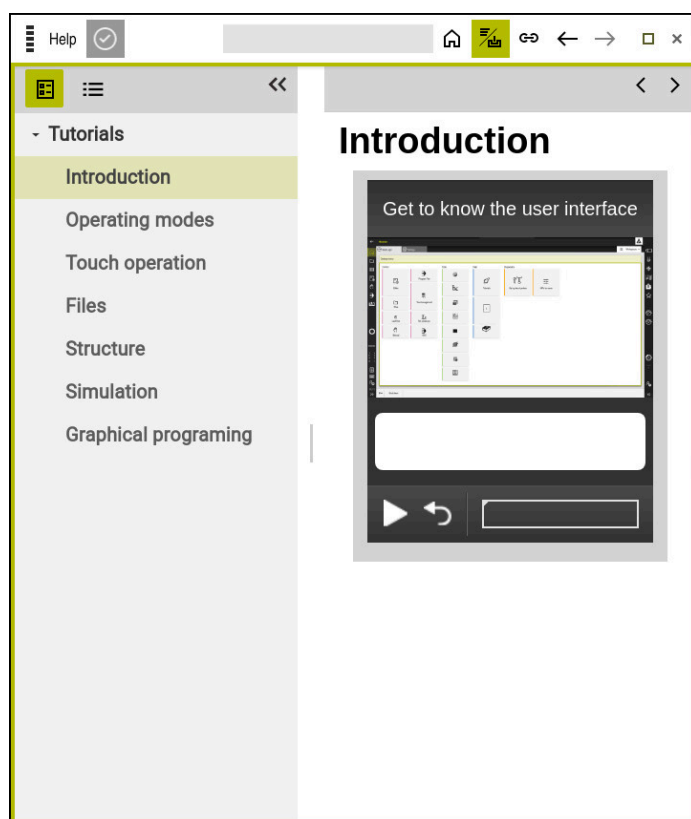 Help
Tutorials
Introduction
Operating modes
Touch operation
Files
Structure
Simulation
Graphical programing
Introduction
Get to know the user interface